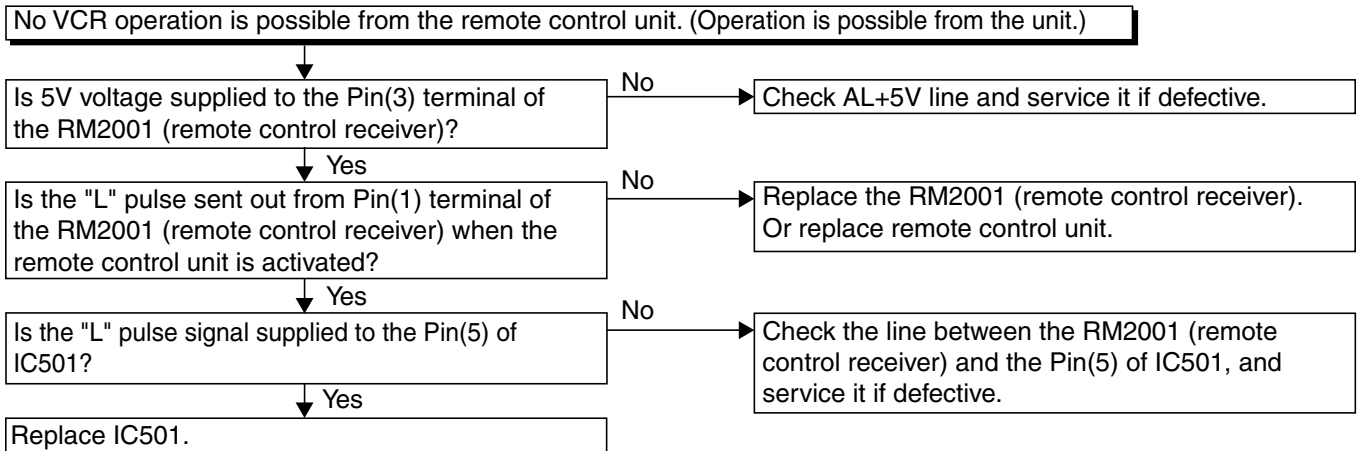 No VCR operation is possible from the remote control unit. (Operation is possible from the unit.)
Is 5V voltage supplied to the Pin(3) terminal of
the RM2001 (remote control receiver)?
No
Check AL+5V line and service it if defective.
Yes
Is the "L" pulse sent out from Pin(1) terminal of
the RM2001 (remote control receiver) when the
remote control unit is activated?
No
Replace the RM2001 (remote control receiver).
Or replace remote control unit.
Yes
Is the "L" pulse signal supplied to the Pin(5) of
IC501?
No
Check the line between the RM2001 (remote
control receiver) and the Pin(5) of IC501, and
service it if defective.
Yes
Replace IC501.